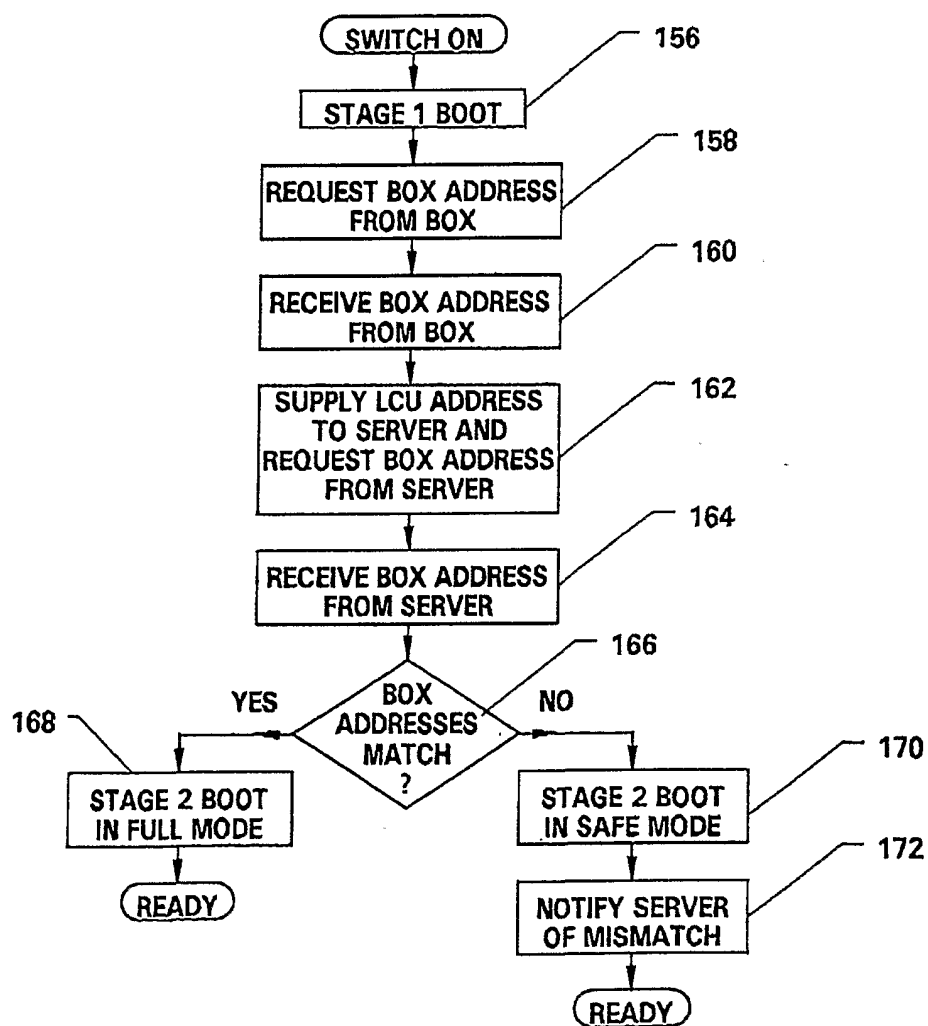 SWITCH ON
156
STAGE 1 BOOT
158
REQUEST BOX ADDRESS
FROM BOX
160
RECEIVE BOX ADDRESS
FROM BOX
162
SUPPLY LCU ADDRESS
TO SERVER AND
REQUEST BOX ADDRESS
FROM SERVER
164
RECEIVE BOX ADDRESS
FROM SERVER
166
YES
BOX
ADDRESSES
MATCH
?
NO
168
STAGE 2 BOOT
IN FULL MODE
READY
170
STAGE 2 BOOT
IN SAFE MODE
172
NOTIFY SERVER
OF MISMATCH
READY